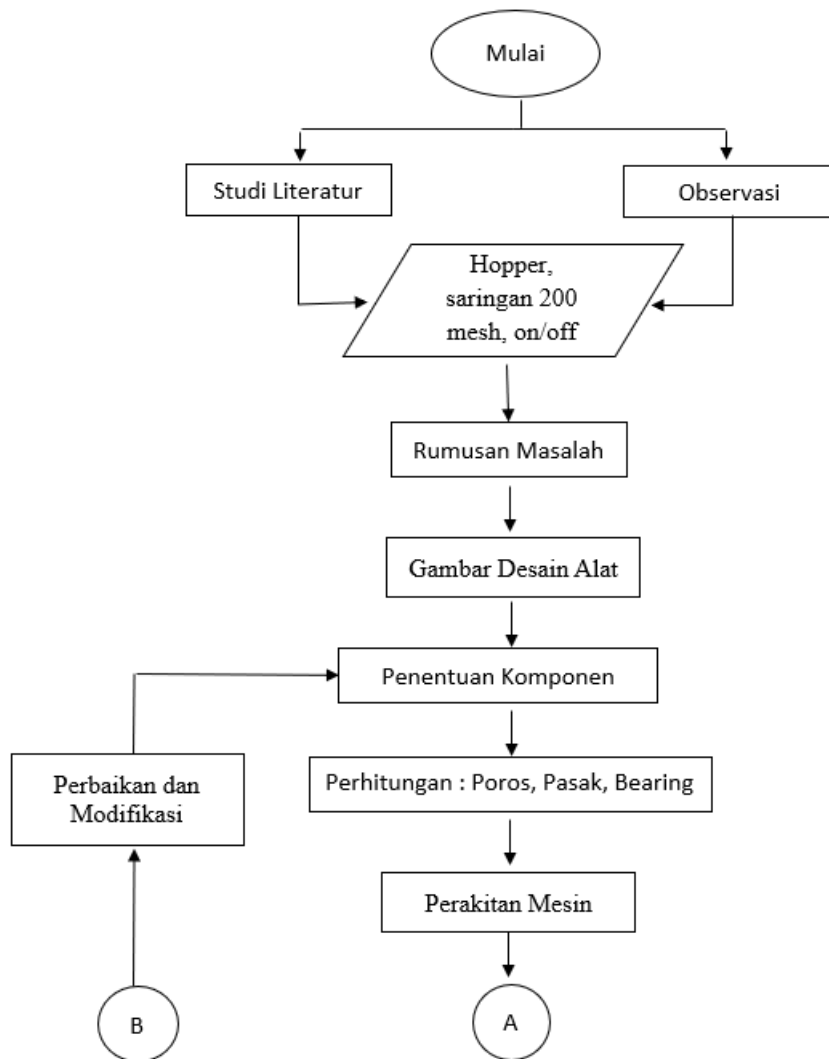 Mulai
Studi Literatur
Observasi
Hopper,
saringan 200
mesh, on/off
Rumusan Masalah
Gambar Desain Alat
Penentuan Komponen
Perbaikan dan
Modifikasi
Perhitungan : Poros, Pasak, Bearing
Perakitan Mesin
B
A